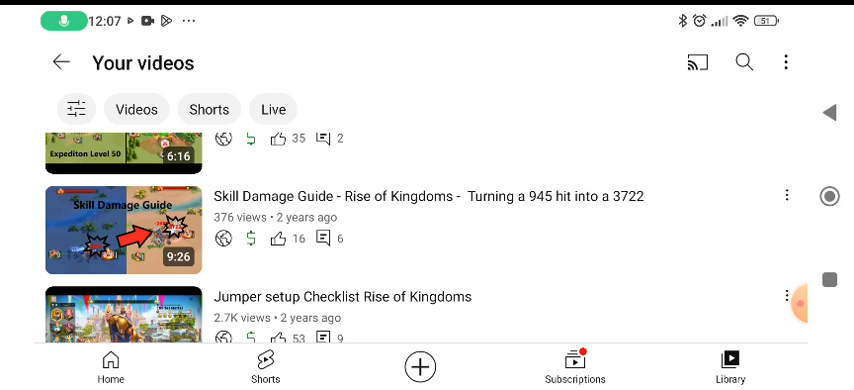 12:07
51
Your videos
Videos Shorts Live
Expediton Level 50
6:16
35 2
Skill Damage Guide
9:26
Skill Damage Guide - Rise of Kingdoms - Turning a 945 hit into a 3722
376 views • 2 years ago
16 6
Jumper setup Checklist Rise of Kingdoms
2.7K views • 2 years ago
53 9
Home Shorts Subscriptions Library